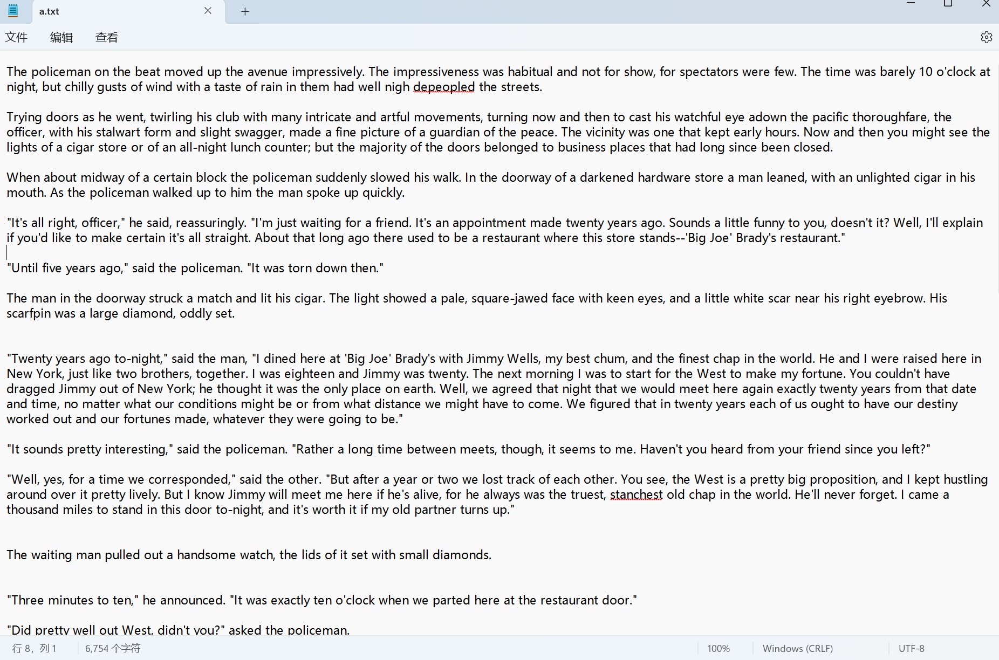 a.txt
文件 编辑 查看
The policeman on the beat moved up the avenue impressively. The impressiveness was habitual and not for show, for spectators were few. The time was barely 10 o'clock at
night, but chilly gusts of wind with a taste of rain in them had well nigh depeopled the streets.
Trying doors as he went, twirling his club with many intricate and artful movements, turning now and then to cast his watchful eye adown the pacific thoroughfare, the
officer, with his stalwart form and slight swagger, made a fine picture of a guardian of the peace. The vicinity was one that kept early hours. Now and then you might see the
lights of a cigar store or of an all-night lunch counter; but the majority of the doors belonged to business places that had long since been closed.
When about midway of a certain block the policeman suddenly slowed his walk. In the doorway of a darkened hardware store a man leaned, with an unlighted cigar in his
mouth. As the policeman walked up to him the man spoke up quickly.
"It's all right, officer," he said, reassuringly. "I'm just waiting for a friend. It's an appointment made twenty years ago. Sounds a little funny to you, doesn't it? Well, I'll explain
if you'd like to make certain it's all straight. About that long ago there used to be a restaurant where this store stands--'Big Joe' Brady's restaurant."
"Until five years ago," said the policeman. "It was torn down then."
The man in the doorway struck a match and lit his cigar. The light showed a pale, square-jawed face with keen eyes, and a little white scar near his right eyebrow. His
scarfpin was a large diamond, oddly set.
"Twenty years ago to-night," said the man, "I dined here at 'Big Joe' Brady's with Jimmy Wells, my best chum, and the finest chap in the world. He and I were raised here in
New York, just like two brothers, together. I was eighteen and Jimmy was twenty. The next morning I was to start for the West to make my fortune. You couldn't have
dragged Jimmy out of New York; he thought it was the only place on earth. Well, we agreed that night that we would meet here again exactly twenty years from that date
and time, no matter what our conditions might be or from what distance we might have to come. We figured that in twenty years each of us ought to have our destiny
worked out and our fortunes made, whatever they were going to be."
"It sounds pretty interesting," said the policeman. "Rather a long time between meets, though, it seems to me. Haven't you heard from your friend since you left?"
"Well, yes, for a time we corresponded," said the other. "But after a year or two we lost track of each other. You see, the West is a pretty big proposition, and I kept hustling
around over it pretty lively. But I know Jimmy will meet me here if he's alive, for he always was the truest, stanchest old chap in the world. He'll never forget. I came a
thousand miles to stand in this door to-night, and it's worth it if my old partner turns up."
The waiting man pulled out a handsome watch, the lids of it set with small diamonds.
"Three minutes to ten," he announced. "It was exactly ten o'clock when we parted here at the restaurant door."
"Did pretty well out West, didn't you?" asked the policeman.
行 8，列 1 6,754 个字符 100% Windows (CRLF) UTF-8